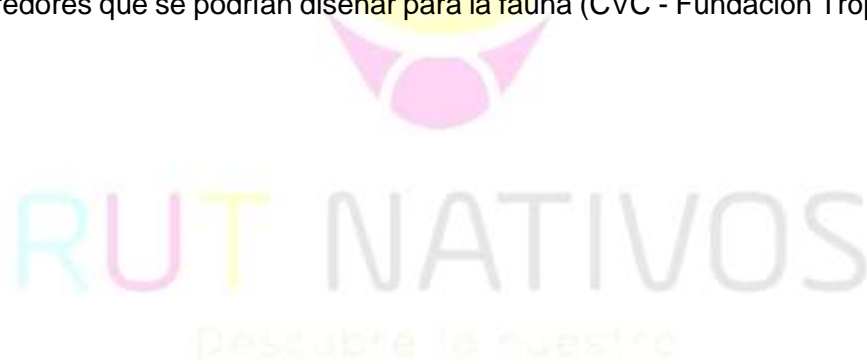 redores que se podrían diseñar para la fauna (CVC - Fundación Trop
RUT NATIVOS
Descubre lo nuestro